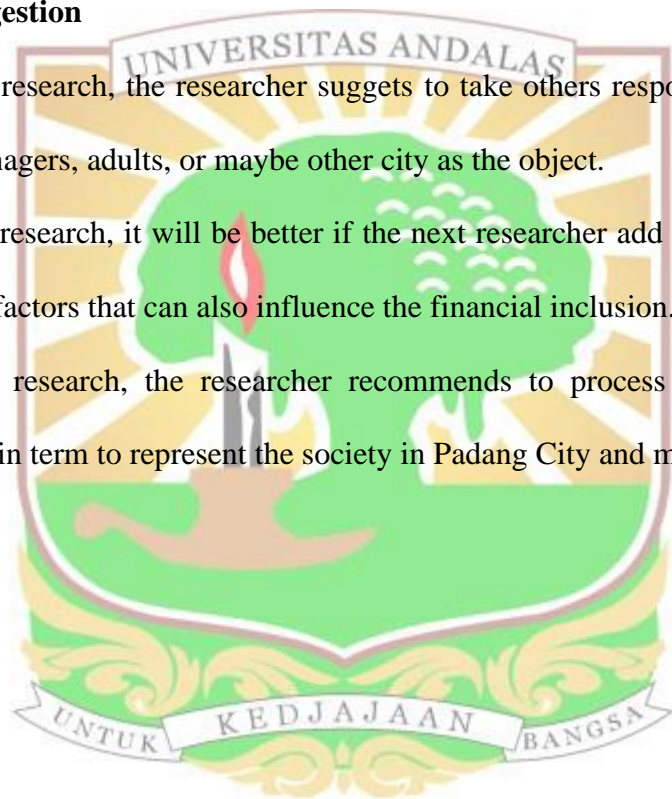 gestion
UNIVERSITAS ANDALAS
research, the researcher suggets to take others respo
nagers, adults, or maybe other city as the object.
research, it will be better if the next researcher add
factors that can also influence the financial inclusion.
research, the researcher recommends to process
in term to represent the society in Padang City and m
UNTUK KEDJAJAAN BANGSA